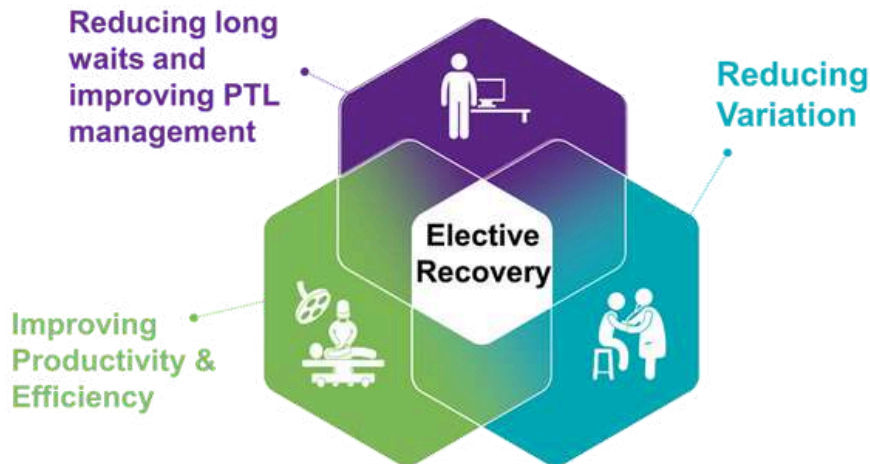 Reducing long
waits and
improving PTL
management
Reducing
Variation
Elective
Recovery
Improving
Productivity &
Efficiency